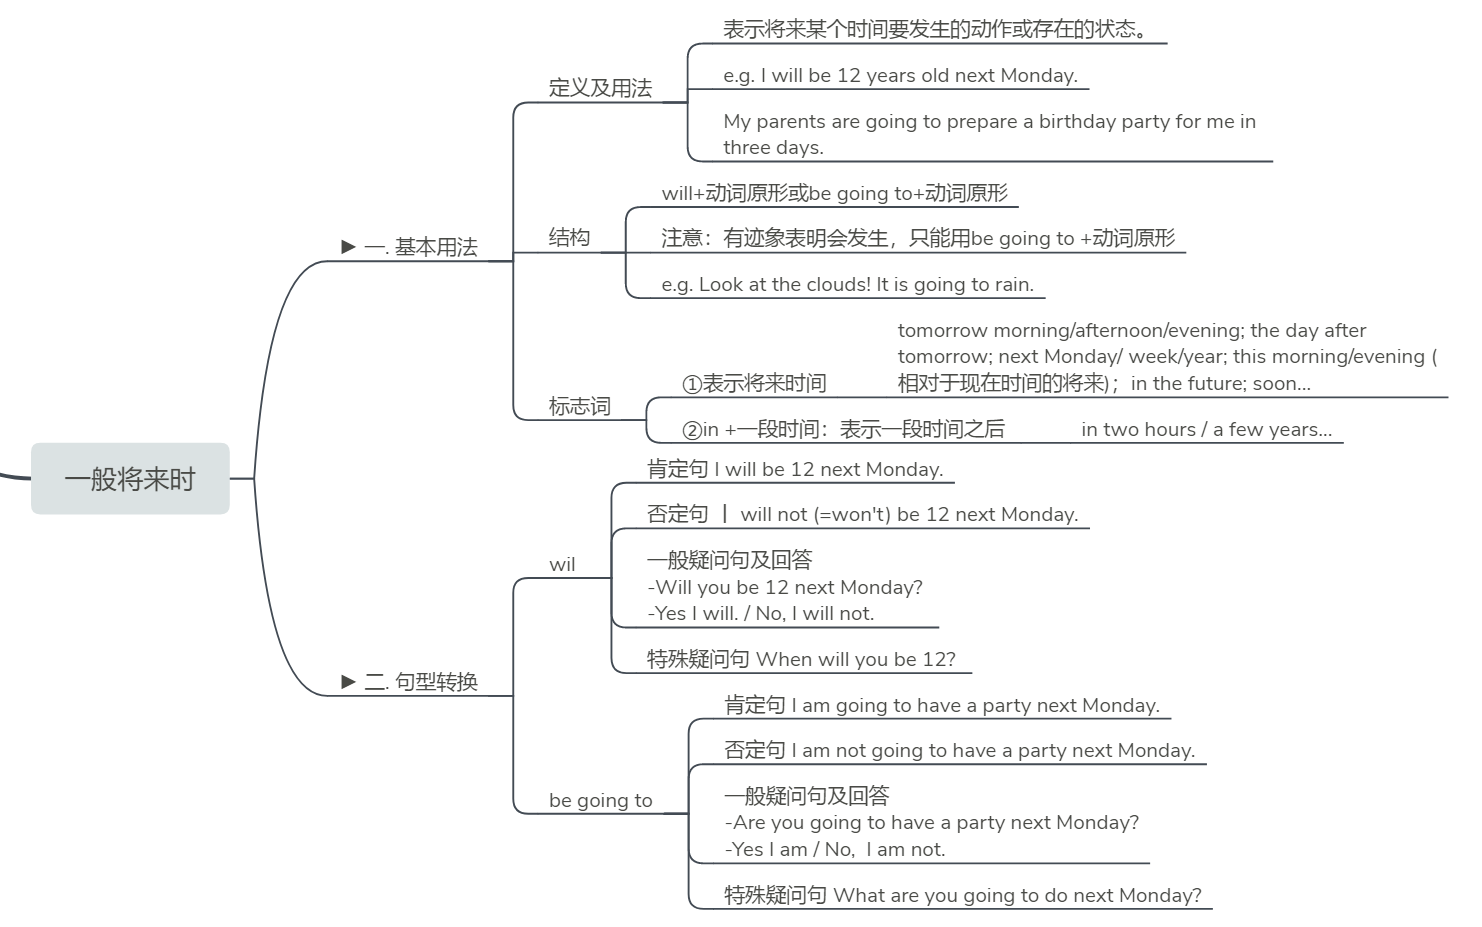 表示将来某个时间要发生的动作或存在的状态。
定义及用法
e.g. I will be 12 years old next Monday.
My parents are going to prepare a birthday party for me in
three days.
will+动词原形或be going to+动词原形
▶ 一. 基本用法
结构
注意：有迹象表明会发生，只能用be going to +动词原形
e.g. Look at the clouds! It is going to rain.
标志词
①表示将来时间
tomorrow morning/afternoon/evening; the day after
tomorrow; next Monday/ week/year; this morning/evening (
相对于现在时间的将来)；in the future; soon...
②in +一段时间：表示一段时间之后 in two hours / a few years...
一般将来时
肯定句 I will be 12 next Monday.
否定句 I will not (=won't) be 12 next Monday.
wil
一般疑问句及回答
-Will you be 12 next Monday?
-Yes I will. / No, I will not.
特殊疑问句 When will you be 12?
▶ 二. 句型转换
肯定句 I am going to have a party next Monday.
否定句 I am not going to have a party next Monday.
be going to
一般疑问句及回答
-Are you going to have a party next Monday?
-Yes I am / No, I am not.
特殊疑问句 What are you going to do next Monday?